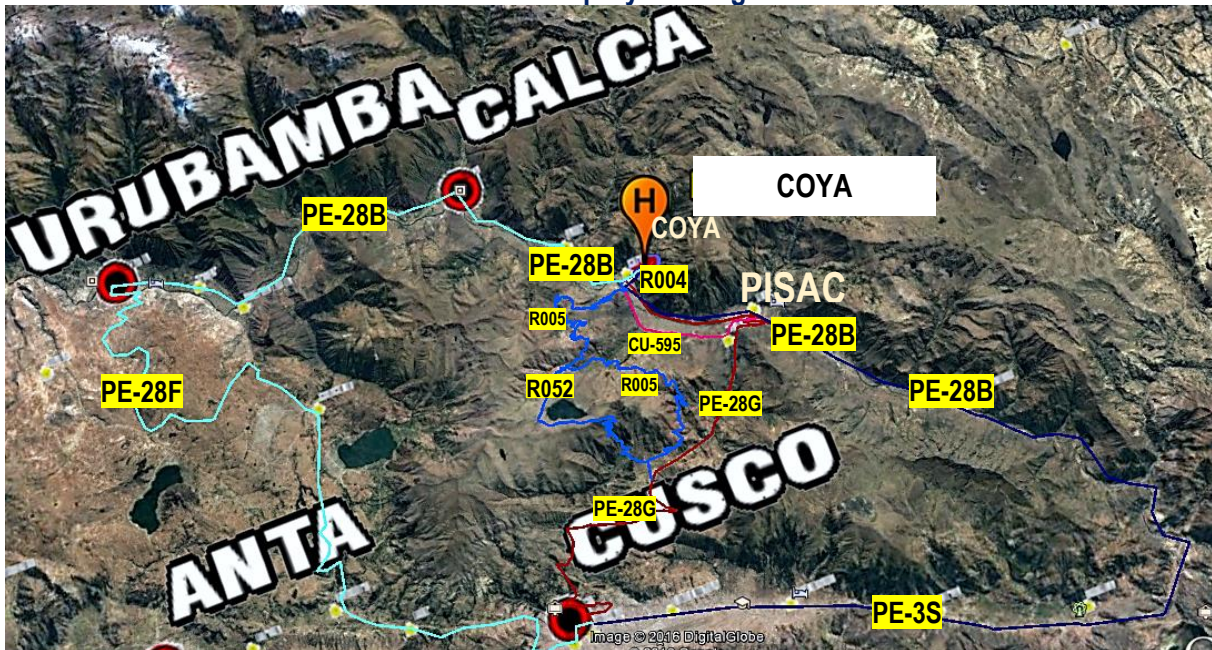 CALCA
URUBAMBA
COYA
H
PE-28B
COYA
PE-28B
R004
PISAC
R005
PE-28B
CU-595
PE-28F
R052
R005
PE-28B
PE-28G
CUSCO
PE-28G
ANTA
PE-3S
Image © 2016 DigitalGlobe